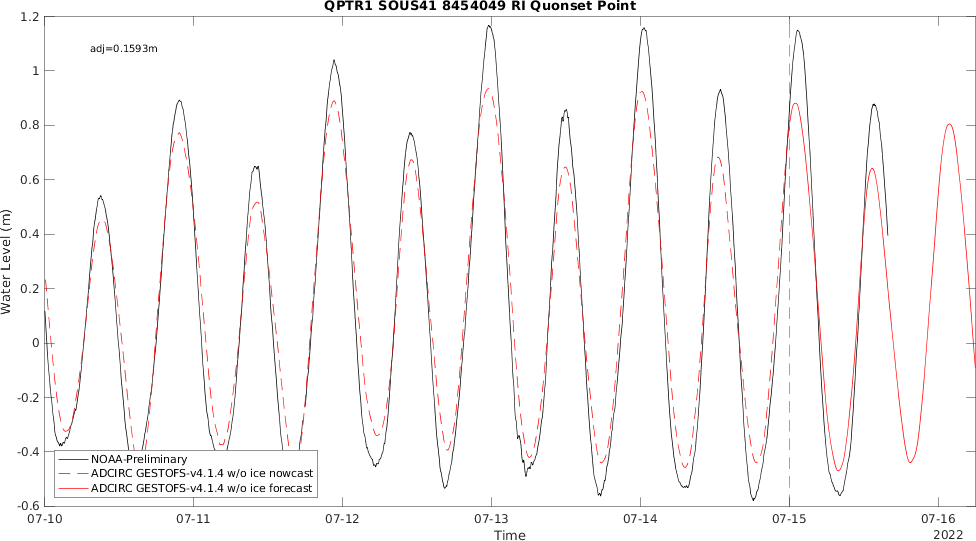 QPTR1 SOUS41 8454049 RI Quonset Point
adj=0.1593m
1.2
1
0.8
0.6
0.4
0.2
0
-0.2
-0.4
-0.6
Water Level (m)
NOAA-Preliminary
ADCIRC GESTOFS-v4.1.4 w/o ice nowcast
ADCIRC GESTOFS-v4.1.4 w/o ice forecast
07-10 07-11 07-12 07-13 07-14 07-15 07-16
Time
2022